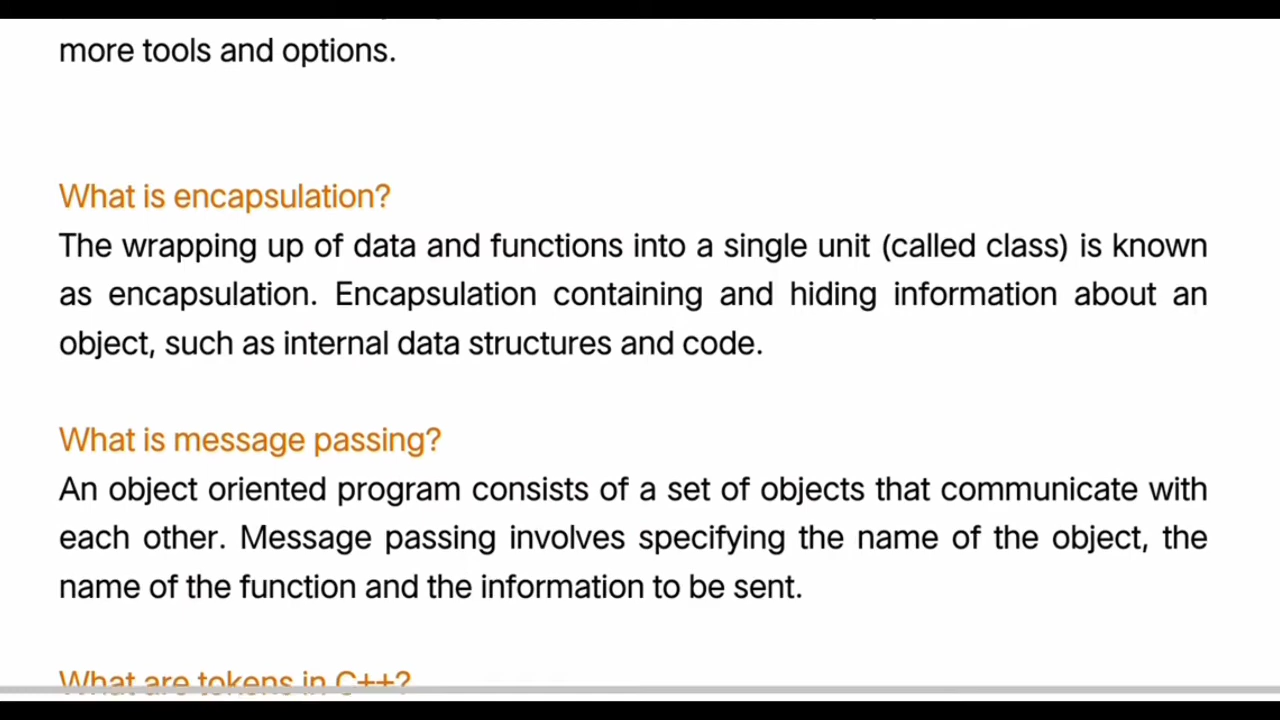 more tools and options.
What is encapsulation?
The wrapping up of data and functions into a single unit (called class) is known
as encapsulation. Encapsulation containing and hiding information about an
object, such as internal data structures and code.
What is message passing?
An object oriented program consists of a set of objects that communicate with
each other. Message passing involves specifying the name of the object, the
name of the function and the information to be sent.
What are tokens in C++?